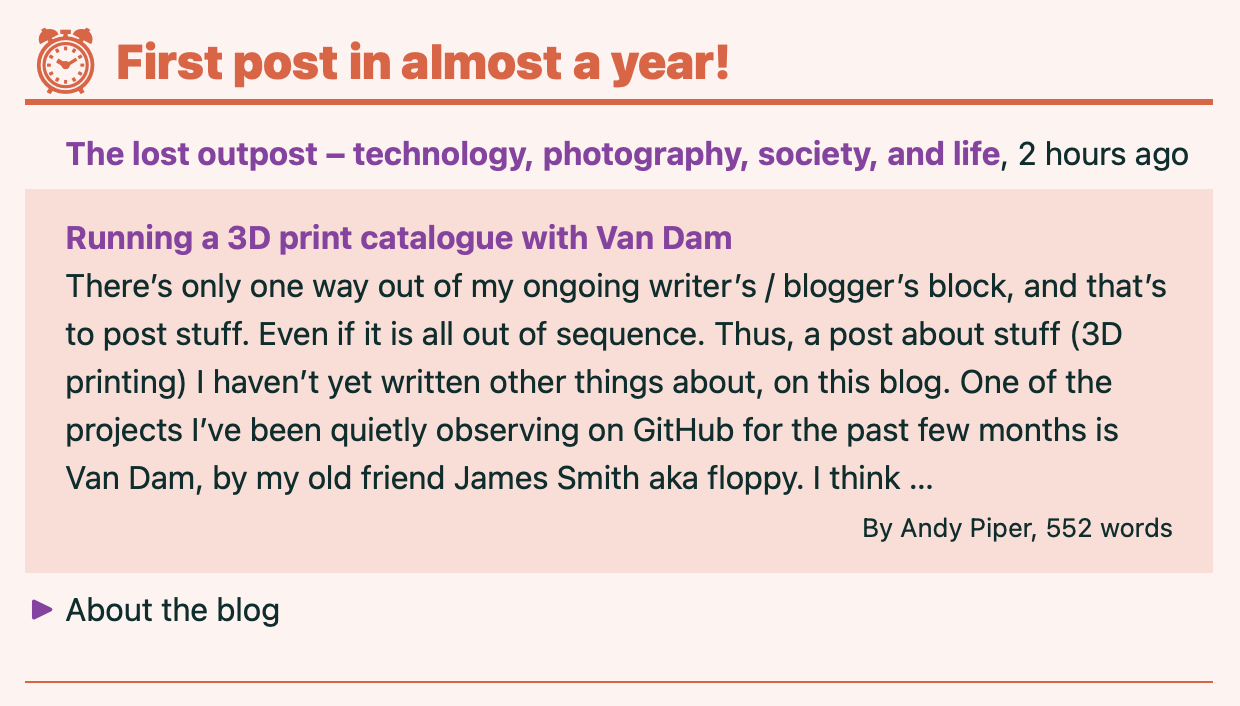 First post in almost a year!
The lost outpost – technology, photography, society, and life, 2 hours ago
Running a 3D print catalogue with Van Dam
There’s only one way out of my ongoing writer’s / blogger’s block, and that’s
to post stuff. Even if it is all out of sequence. Thus, a post about stuff (3D
printing) I haven’t yet written other things about, on this blog. One of the
projects I’ve been quietly observing on GitHub for the past few months is
Van Dam, by my old friend James Smith aka floppy. I think ...
By Andy Piper, 552 words
About the blog